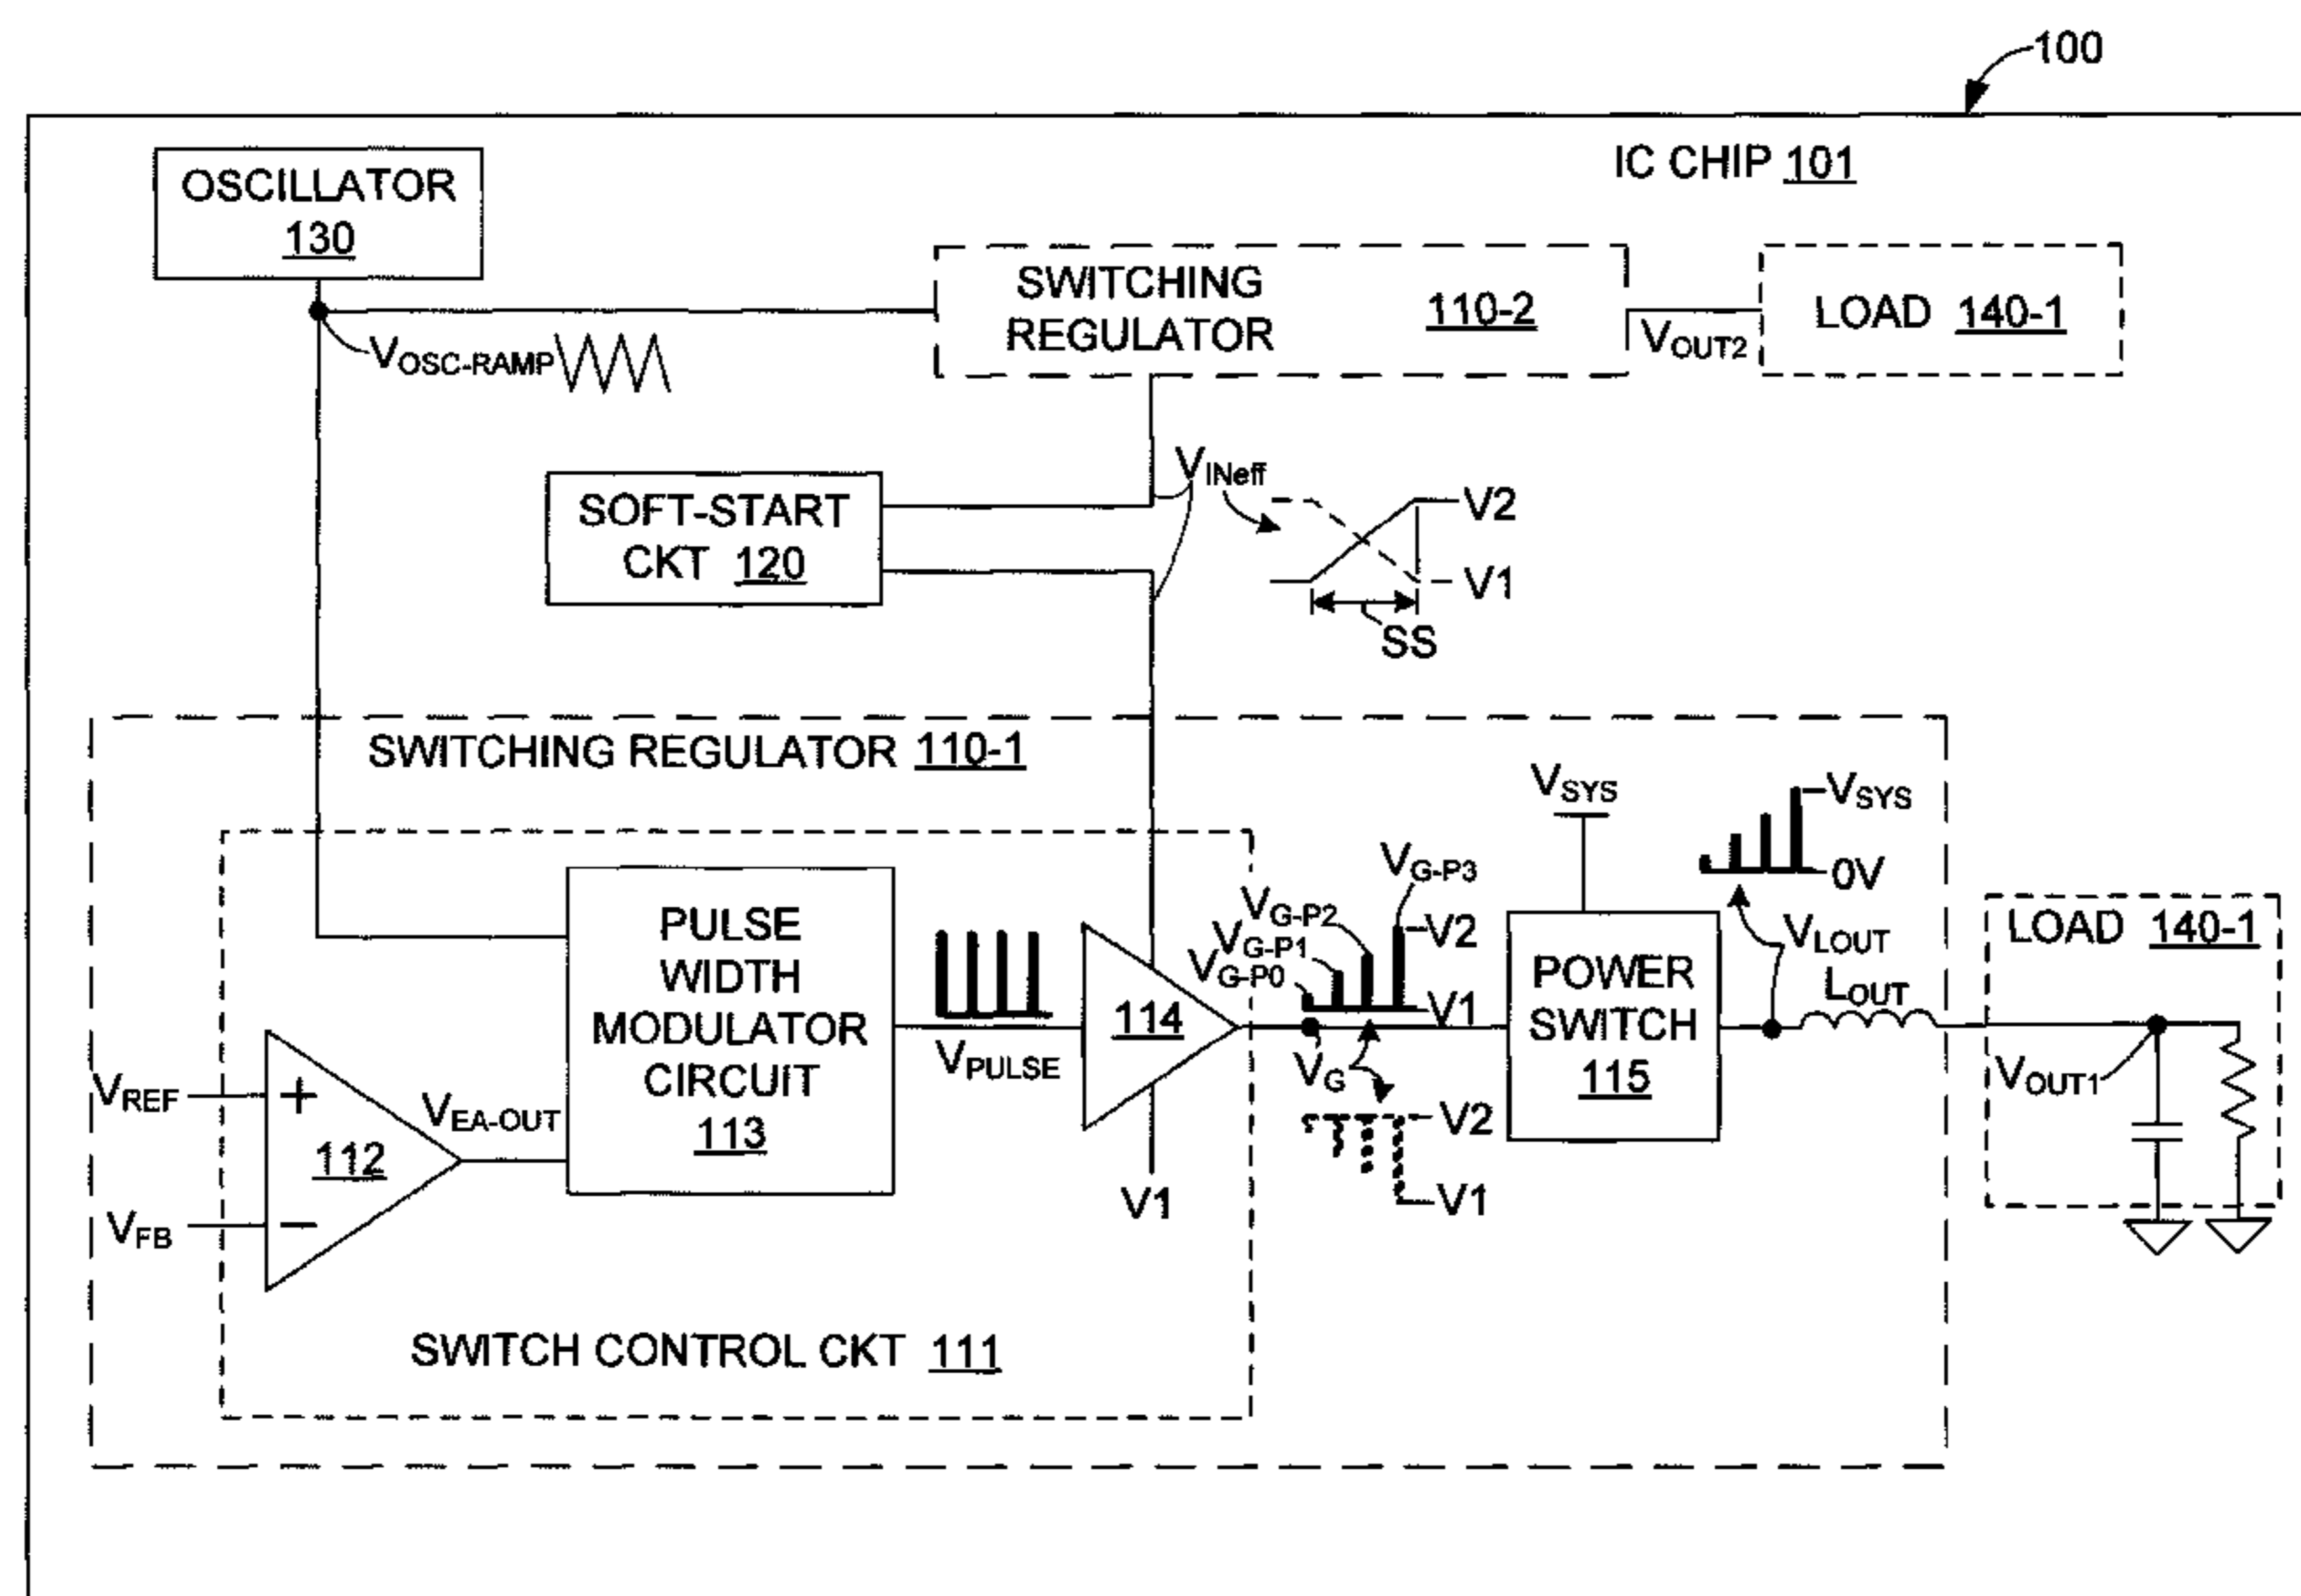 100
IC CHIP 101
OSCILLATOR
130
SWITCHING
REGULATOR
110-2
LOAD 140-1
VOUT2
VOSC-RAMP
VINeff
SOFT-START
CKT 120
V2
V1
SS
SWITCHING REGULATOR 110-1
VSYS
VSYS
0V
VG-P3
VG-P2
VG-P1
VG-P0
V2
V1
PULSE
WIDTH
MODULATOR
CIRCUIT
113
114
VPULSE
VG
V2
V1
POWER
SWITCH
115
VLOUT
LOUT
LOAD 140-1
VOUT1
VREF
+
112
VEA-OUT
VFB
−
V1
SWITCH CONTROL CKT 111